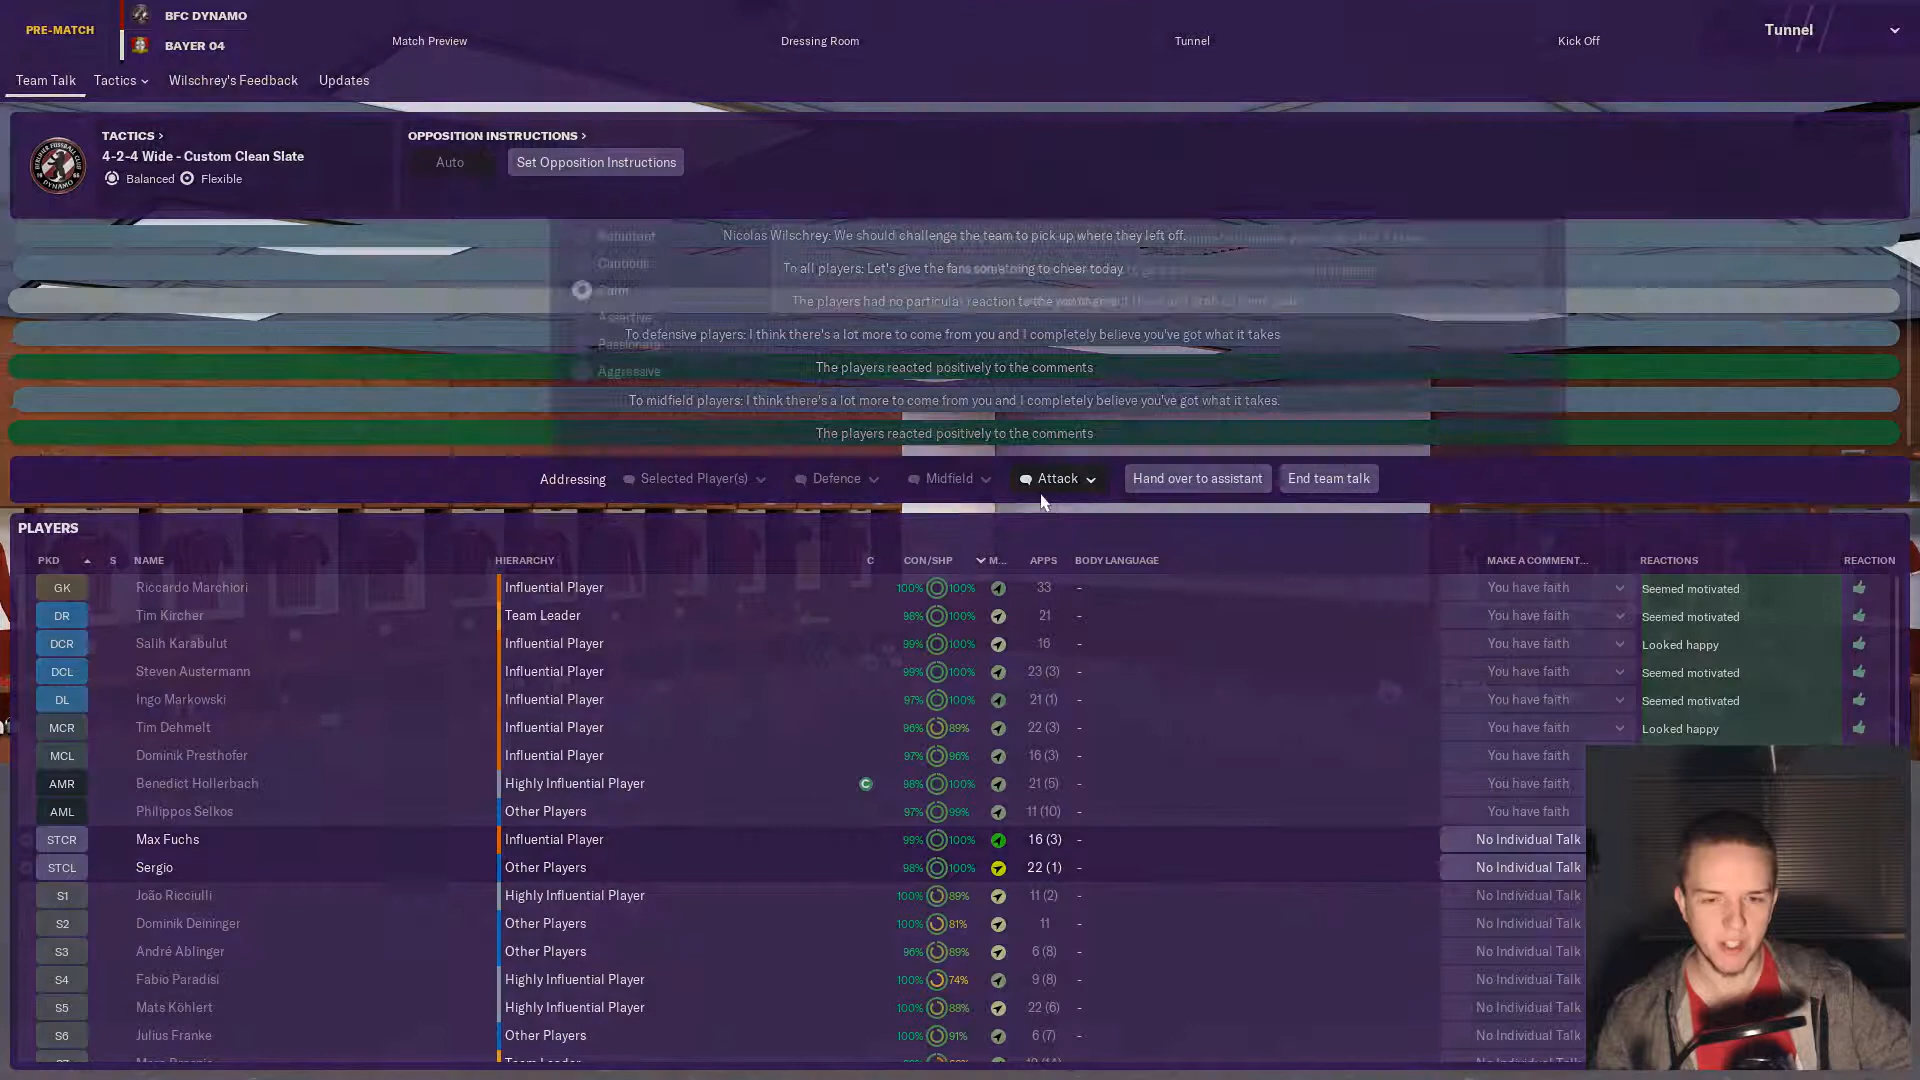 PRE-MATCH
BFC DYNAMO
BAYER 04
Match Preview
Dressing Room
Tunnel
Kick Off
Tunnel
Team Talk
Tactics
Wilschrey's Feedback
Updates
TACTICS >
4-2-4 Wide - Custom Clean Slate
Balanced
Flexible
OPPOSITION INSTRUCTIONS >
Auto
Set Opposition Instructions
Nicolas Wilschrey: We should challenge the team to pick up where they left off.
To all players: Let's give the fans something to cheer today.
The players had no particular reaction to the
Calm
Assertive
To defensive players: I think there's a lot more to come from you and I completely believe you've got what it takes
Passionate
The players reacted positively to the comments
Aggressive
To midfield players: I think there's a lot more to come from you and I completely believe you've got what it takes.
The players reacted positively to the comments
Addressing
Selected Player(s)
Defence
Midfield
Attack
Hand over to assistant
End team talk
PLAYERS
PKD S NAME HIERARCHY C CON/SHP M... APPS BODY LANGUAGE MAKE A COMMENT... REACTIONS REACTION
GK Riccardo Marchiori Influential Player 100% 100% 33 - You have faith Seemed motivated
DR Tim Kircher Team Leader 98% 100% 21 - You have faith Seemed motivated
DCR Salih Karabulut Influential Player 99% 100% 16 - You have faith Looked happy
DCL Steven Austermann Influential Player 99% 100% 23 (3) - You have faith Seemed motivated
DL Ingo Markowski Influential Player 97% 100% 21 (1) - You have faith Seemed motivated
MCR Tim Dehmelt Influential Player 96% 89% 22 (3) - You have faith Looked happy
MCL Dominik Presthofer Influential Player 97% 96% 16 (3) - You have faith
AMR Benedict Hollerbach Highly Influential Player C 98% 100% 21 (5) - You have faith
AML Philippos Selkos Other Players 97% 99% 11 (10) - You have faith
STCR Max Fuchs Influential Player 99% 100% 16 (3) - No Individual Talk
STCL Sergio Other Players 98% 100% 22 (1) - No Individual Talk
S1 João Ricciulli Highly Influential Player 100% 89% 11 (2) - No Individual Talk
S2 Dominik Deininger Other Players 100% 81% 11 - No Individual Talk
S3 André Ablinger Other Players 96% 89% 6 (8) - No Individual Talk
S4 Fabio Paradisi Highly Influential Player 100% 74% 9 (8) - No Individual Talk
S5 Mats Köhlert Highly Influential Player 100% 88% 22 (6) - No Individual Talk
S6 Julius Franke Other Players 100% 91% 6 (7) - No Individual Talk
Team Leader